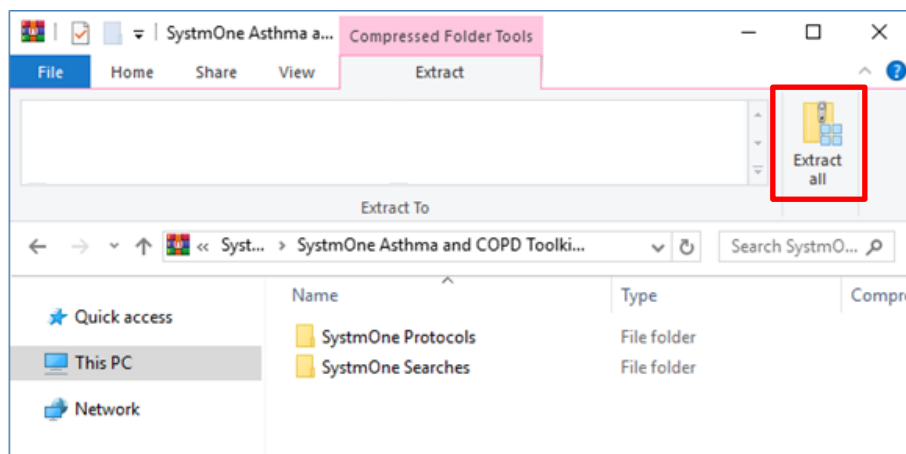 SystmOne Asthma a...
Compressed Folder Tools
File
Home
Share
View
Extract
Extract
all
Extract To
« Syst... › SystmOne Asthma and COPD Toolki...
Search SystmO...
Name
Type
Compre
Quick access
SystmOne Protocols
File folder
This PC
SystmOne Searches
File folder
Network